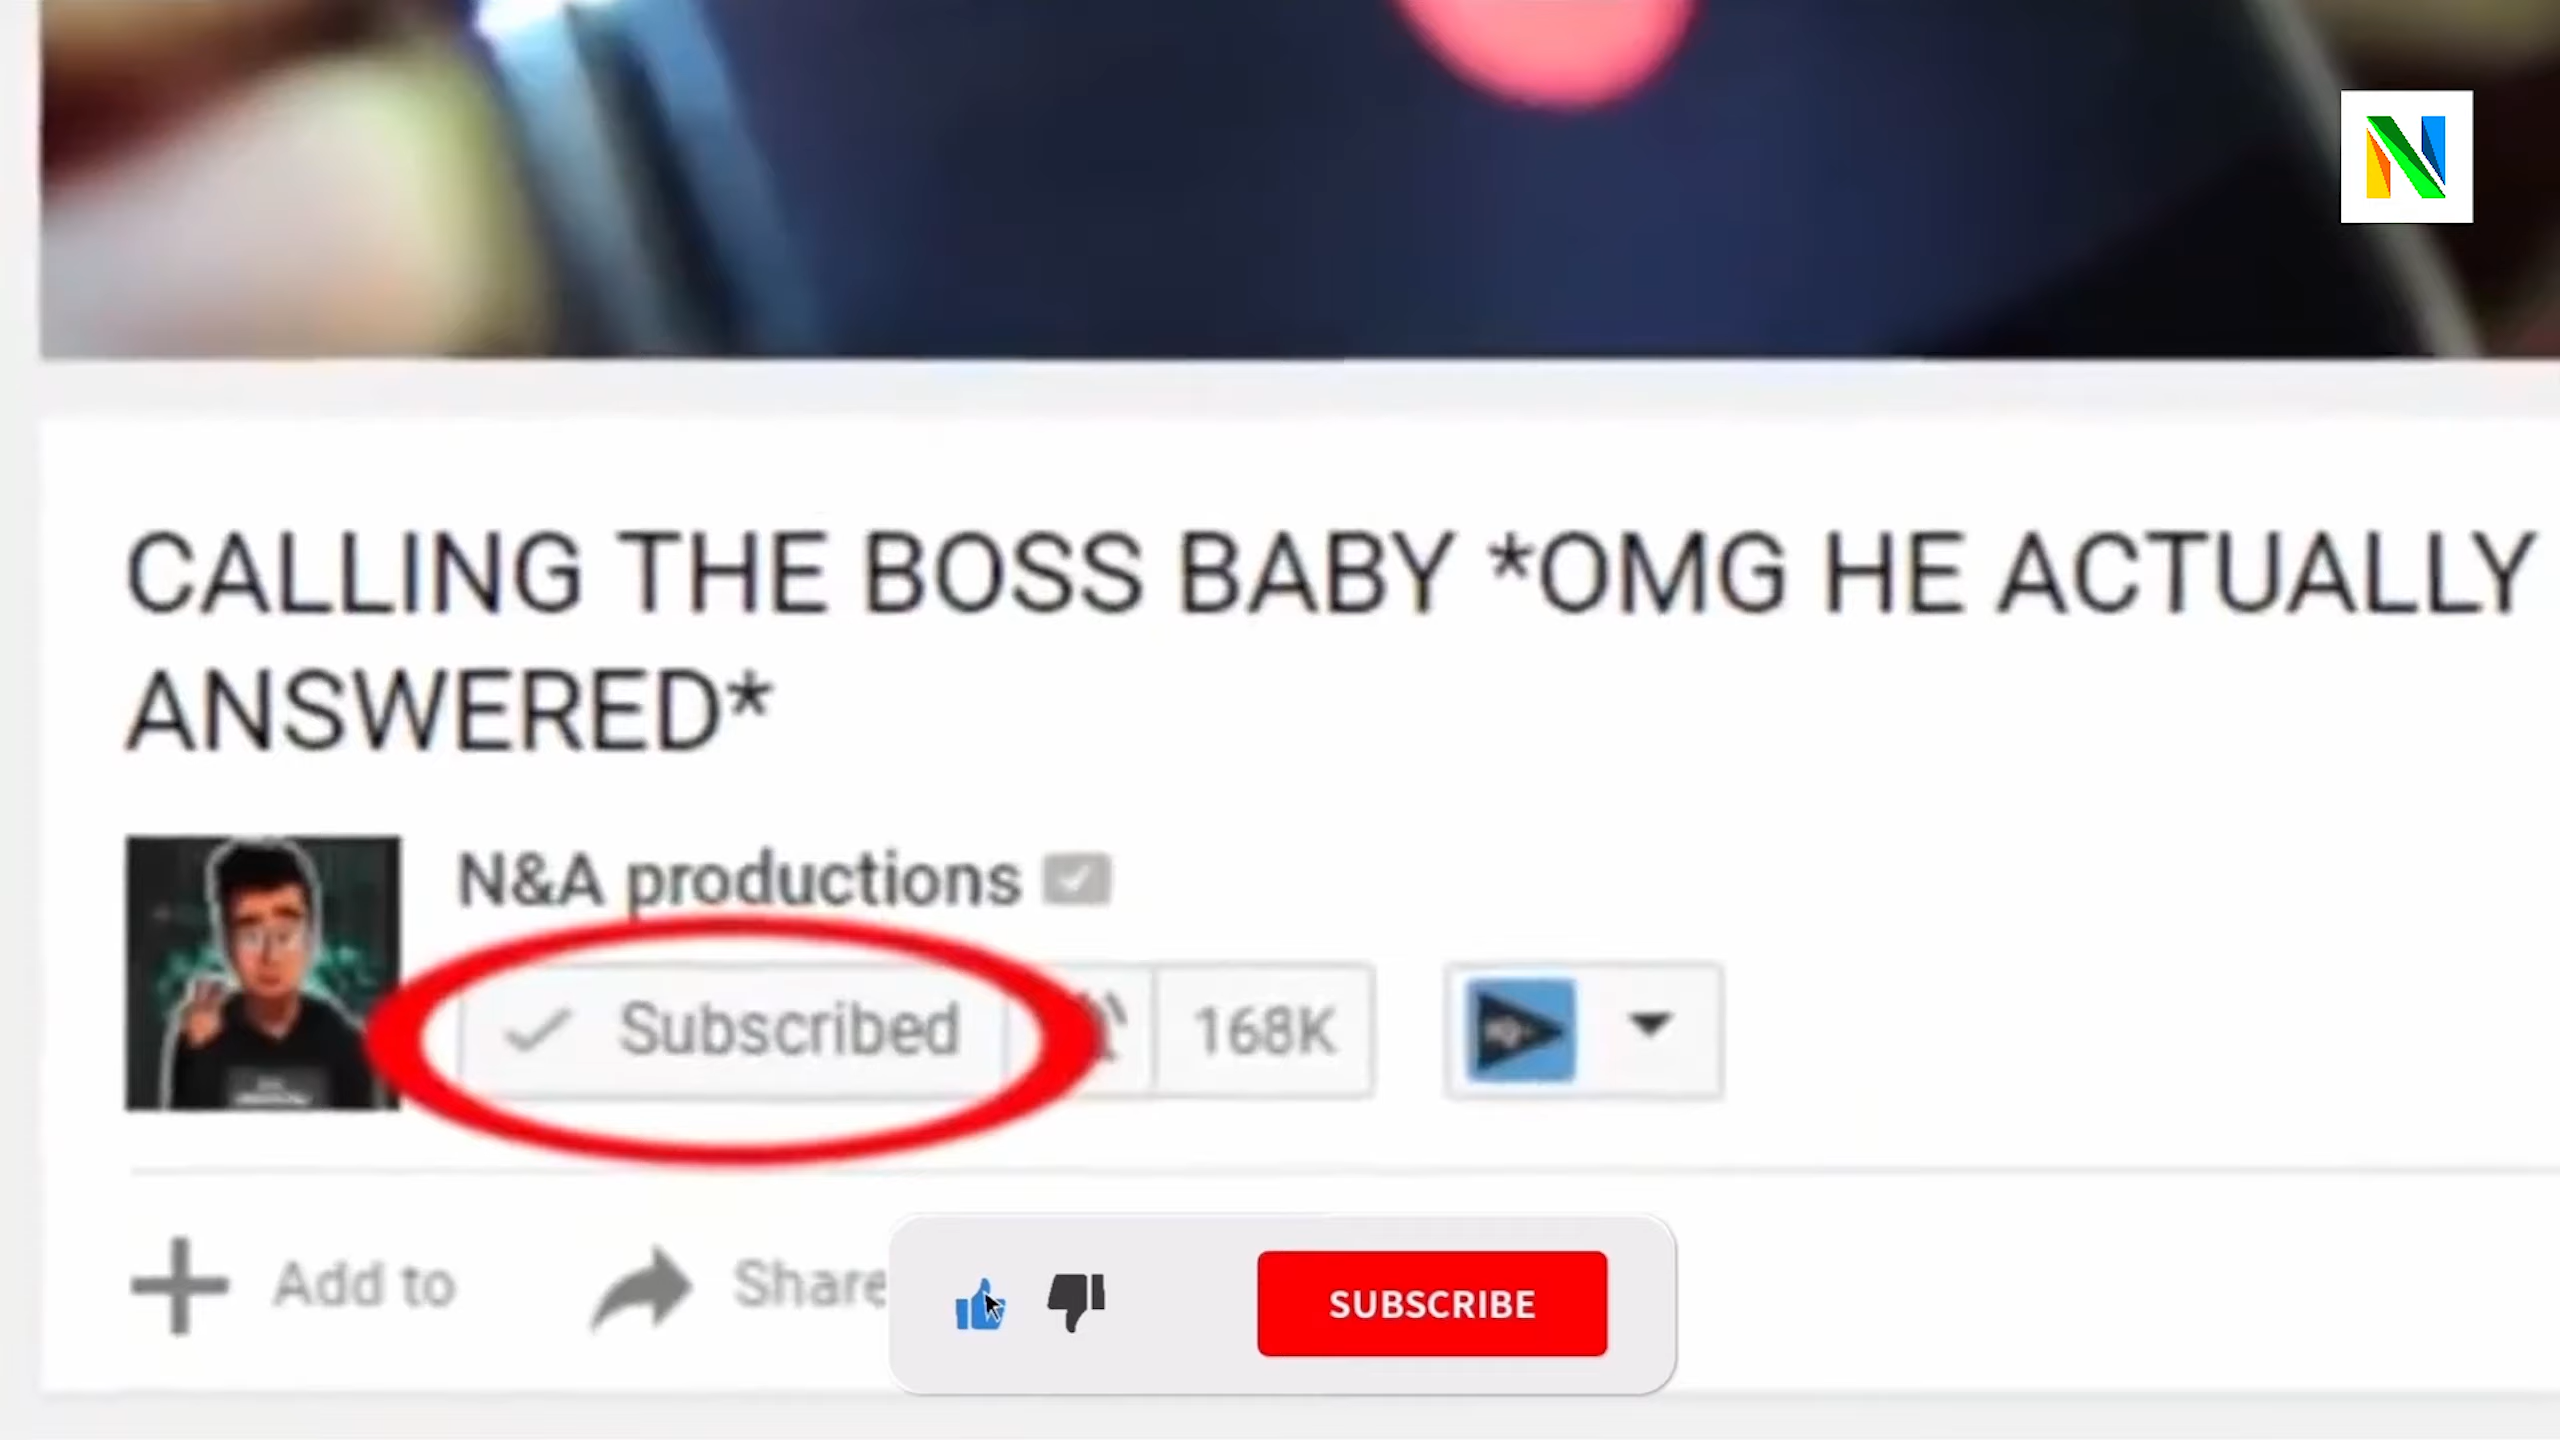 CALLING THE BOSS BABY *OMG HE ACTUALLY
ANSWERED*
N&A productions
Subscribed
168K
Add to
Share
SUBSCRIBE